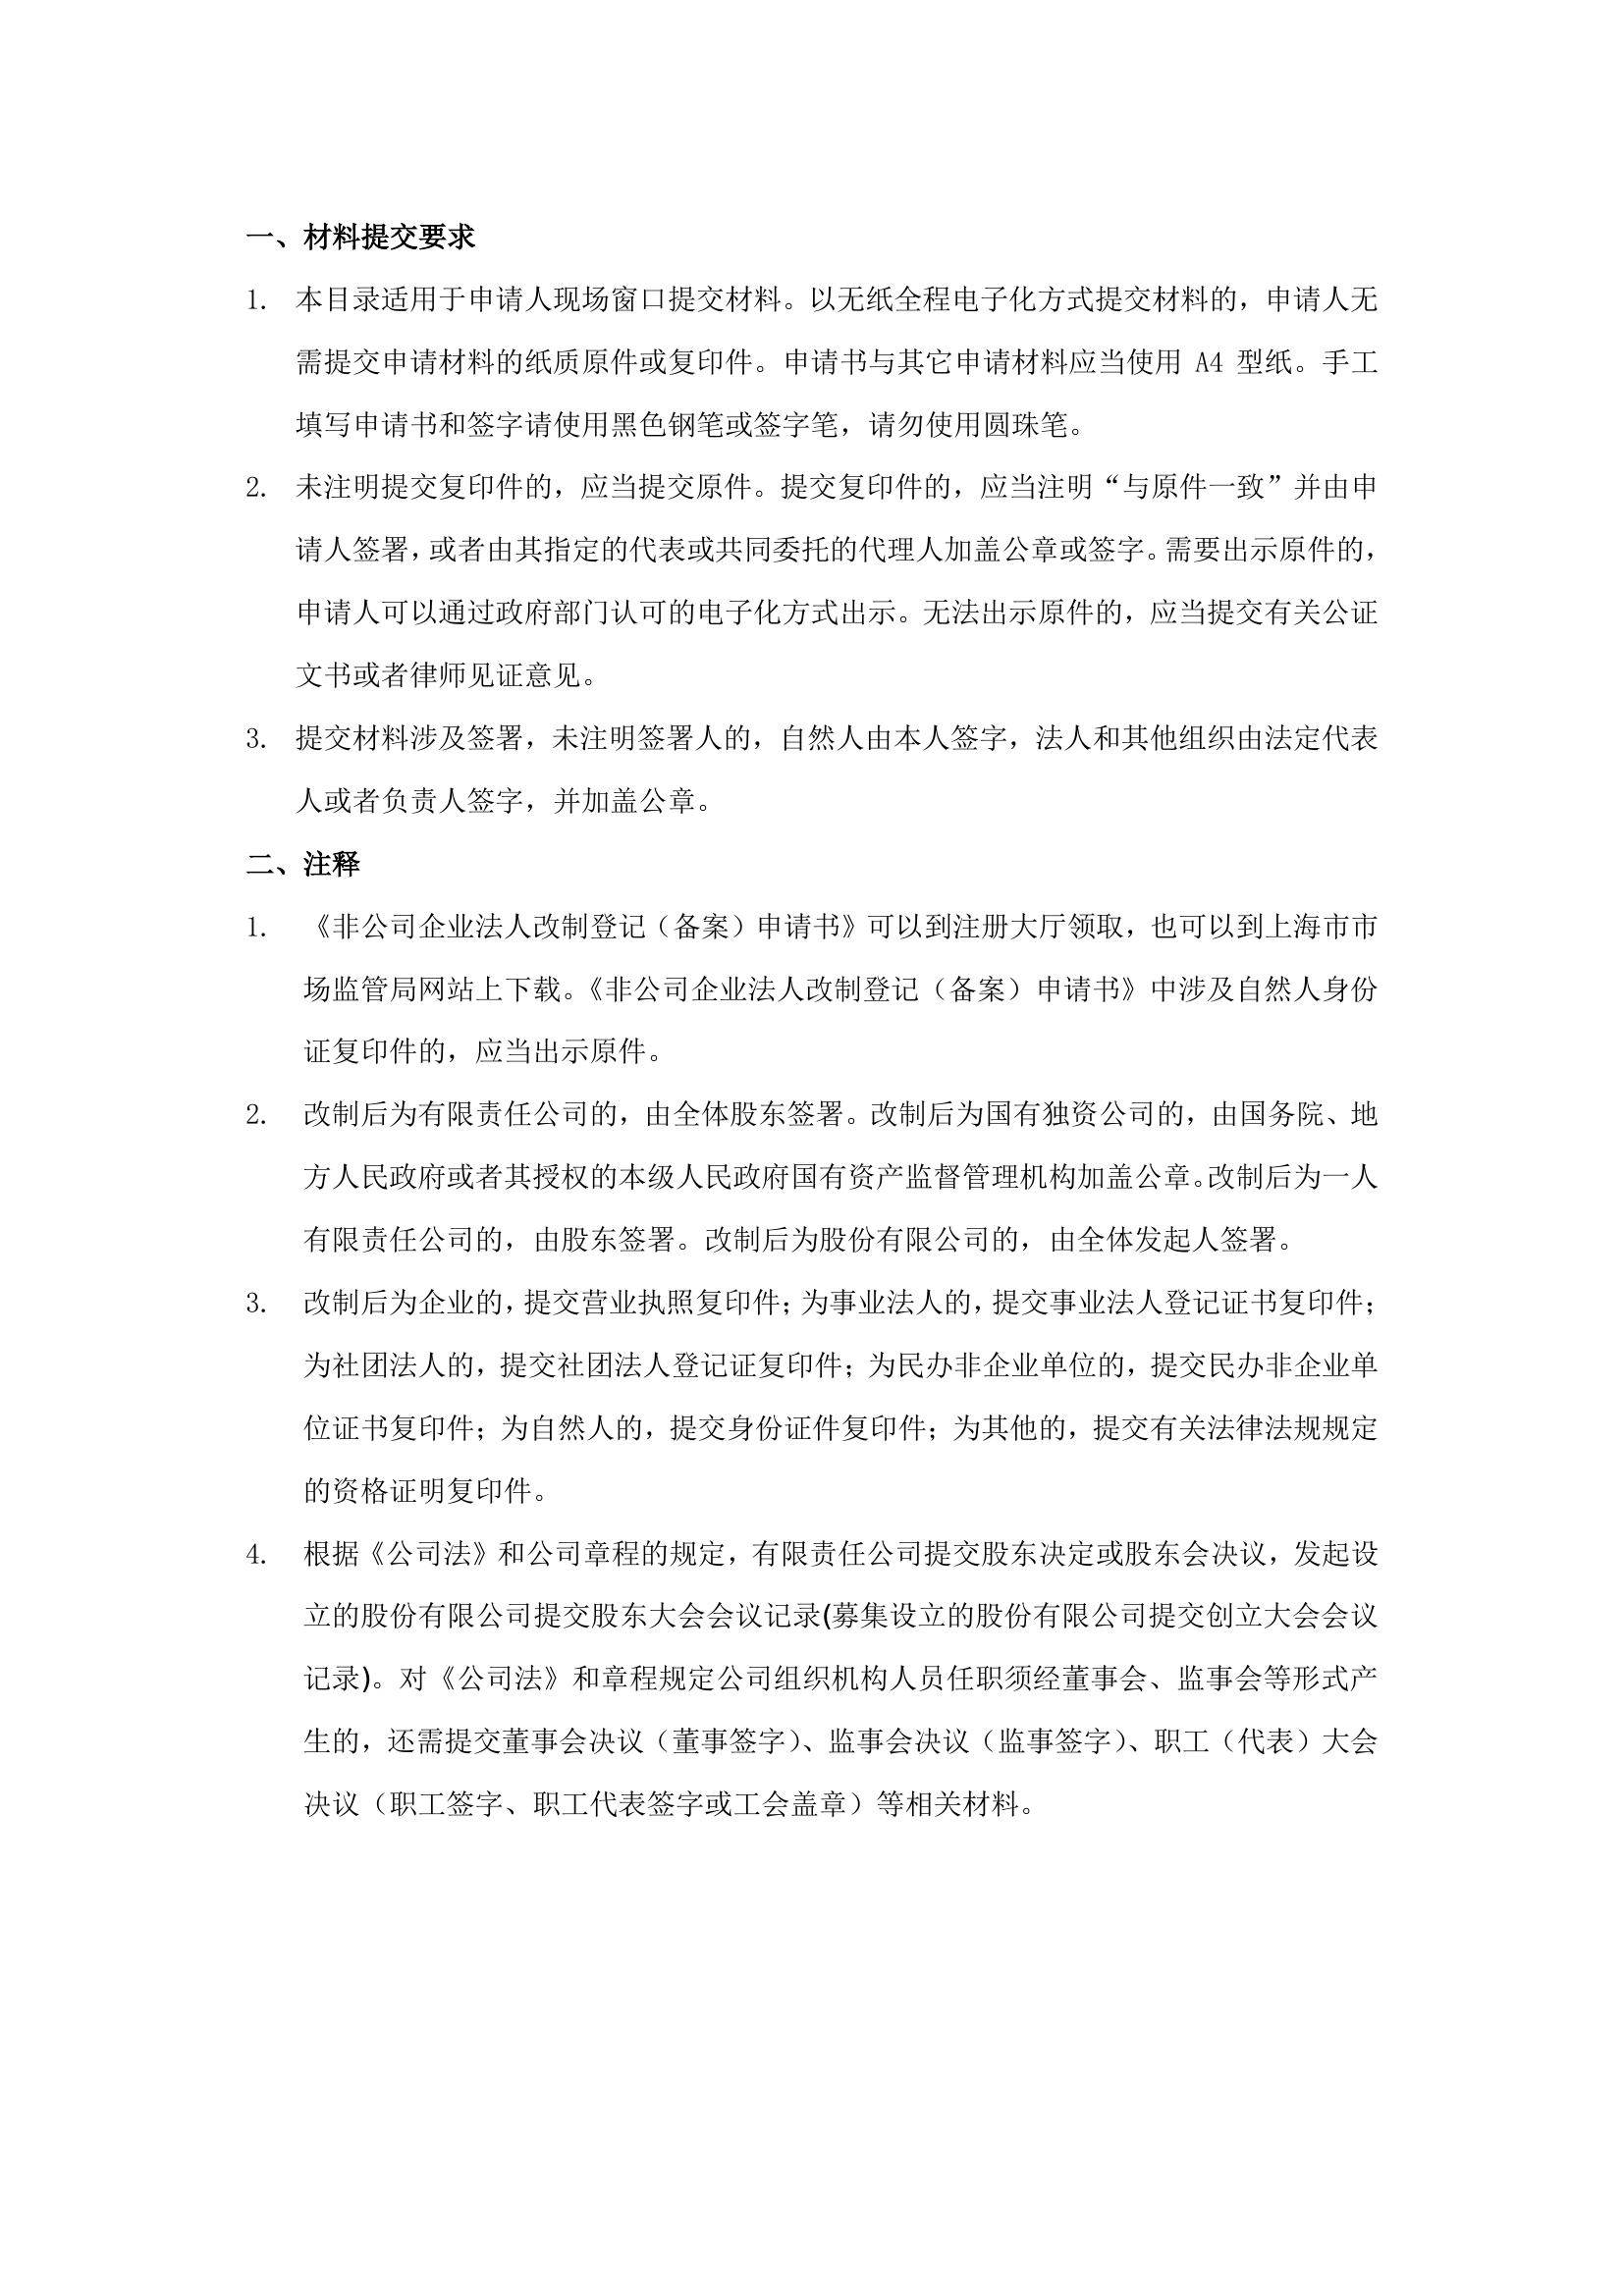 一、材料提交要求
1. 本目录适用于申请人现场窗口提交材料。以无纸全程电子化方式提交材料的，申请人无
需提交申请材料的纸质原件或复印件。申请书与其它申请材料应当使用 A4 型纸。手工
填写申请书和签字请使用黑色钢笔或签字笔，请勿使用圆珠笔。
2. 未注明提交复印件的，应当提交原件。提交复印件的，应当注明“与原件一致”并由申
请人签署，或者由其指定的代表或共同委托的代理人加盖公章或签字。需要出示原件的，
申请人可以通过政府部门认可的电子化方式出示。无法出示原件的，应当提交有关公证
文书或者律师见证意见。
3. 提交材料涉及签署，未注明签署人的，自然人由本人签字，法人和其他组织由法定代表
人或者负责人签字，并加盖公章。
二、注释
1. 《非公司企业法人改制登记（备案）申请书》可以到注册大厅领取，也可以到上海市市
场监管局网站上下载。《非公司企业法人改制登记（备案）申请书》中涉及自然人身份
证复印件的，应当出示原件。
2. 改制后为有限责任公司的，由全体股东签署。改制后为国有独资公司的，由国务院、地
方人民政府或者其授权的本级人民政府国有资产监督管理机构加盖公章。改制后为一人
有限责任公司的，由股东签署。改制后为股份有限公司的，由全体发起人签署。
3. 改制后为企业的，提交营业执照复印件；为事业法人的，提交事业法人登记证书复印件；
为社团法人的，提交社团法人登记证复印件；为民办非企业单位的，提交民办非企业单
位证书复印件；为自然人的，提交身份证件复印件；为其他的，提交有关法律法规规定
的资格证明复印件。
4. 根据《公司法》和公司章程的规定，有限责任公司提交股东决定或股东会决议，发起设
立的股份有限公司提交股东大会会议记录(募集设立的股份有限公司提交创立大会会议
记录)。对《公司法》和章程规定公司组织机构人员任职须经董事会、监事会等形式产
生的，还需提交董事会决议（董事签字）、监事会决议（监事签字）、职工（代表）大会
决议（职工签字、职工代表签字或工会盖章）等相关材料。